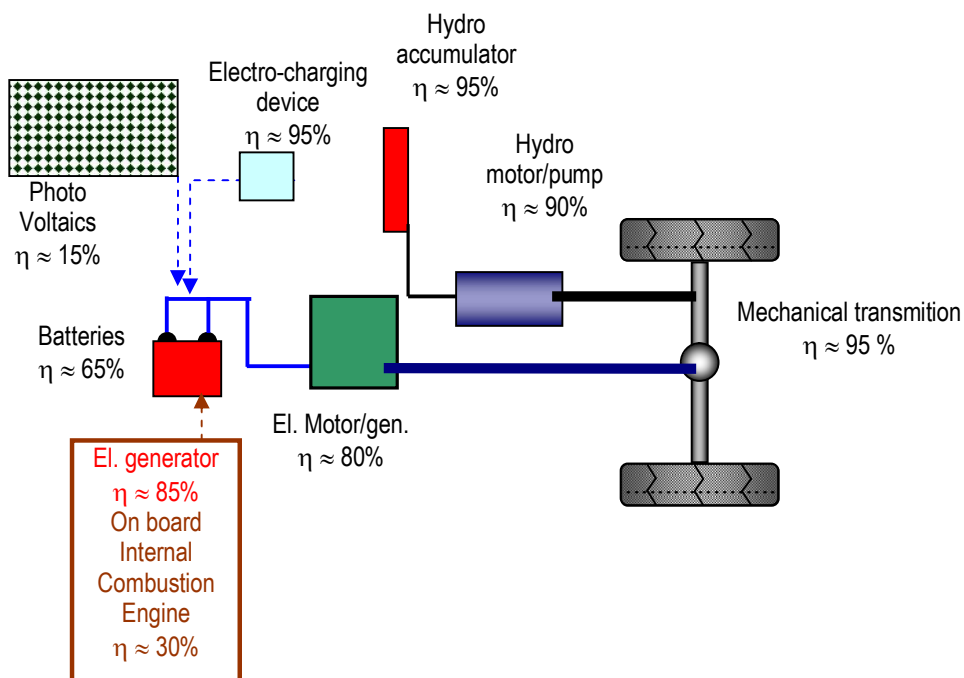 Hydro
accumulator
η ≈ 95%
Electro-charging
device
η ≈ 95%
Hydro
motor/pump
η ≈ 90%
Photo
Voltaics
η ≈ 15%
Mechanical transmition
η ≈ 95 %
Batteries
η ≈ 65%
El. Motor/gen.
η ≈ 80%
El. generator
η ≈ 85%
On board
Internal
Combustion
Engine
η ≈ 30%